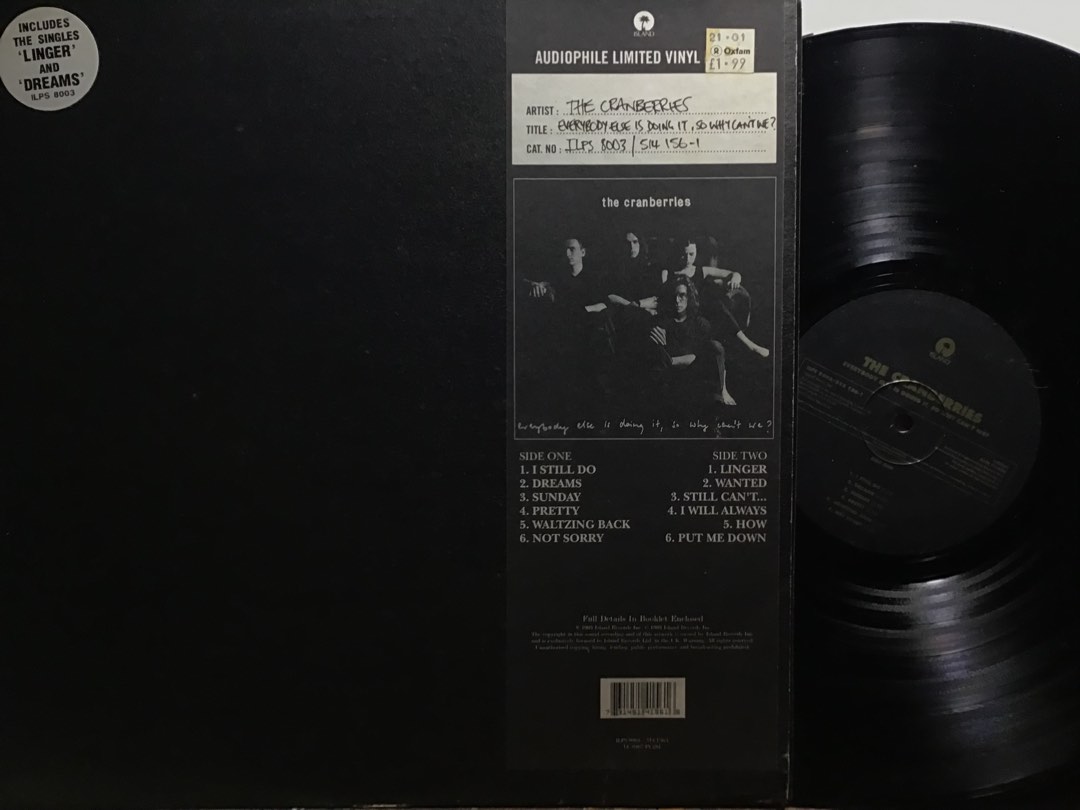 INCLUDES
THE SINGLES
'LINGER'
AND
'DREAMS'
ILPS 8003
ISLAND
AUDIOPHILE LIMITED VINYL
21·01
Oxfam
£1·99
ARTIST: THE CRANBERRIES
TITLE: EVERYBODY ELSE IS DOING IT, SO WHY CAN'T WE?
CAT. NO: ILPS 8003 / 514 156-1
the cranberries
everybody else is doing it, so why can't we?
SIDE ONE
1. I STILL DO
2. DREAMS
3. SUNDAY
4. PRETTY
5. WALTZING BACK
6. NOT SORRY
SIDE TWO
1. LINGER
2. WANTED
3. STILL CAN'T...
4. I WILL ALWAYS
5. HOW
6. PUT ME DOWN
Full Details In Booklet Enclosed
ISLAND
THE CRANBERRIES